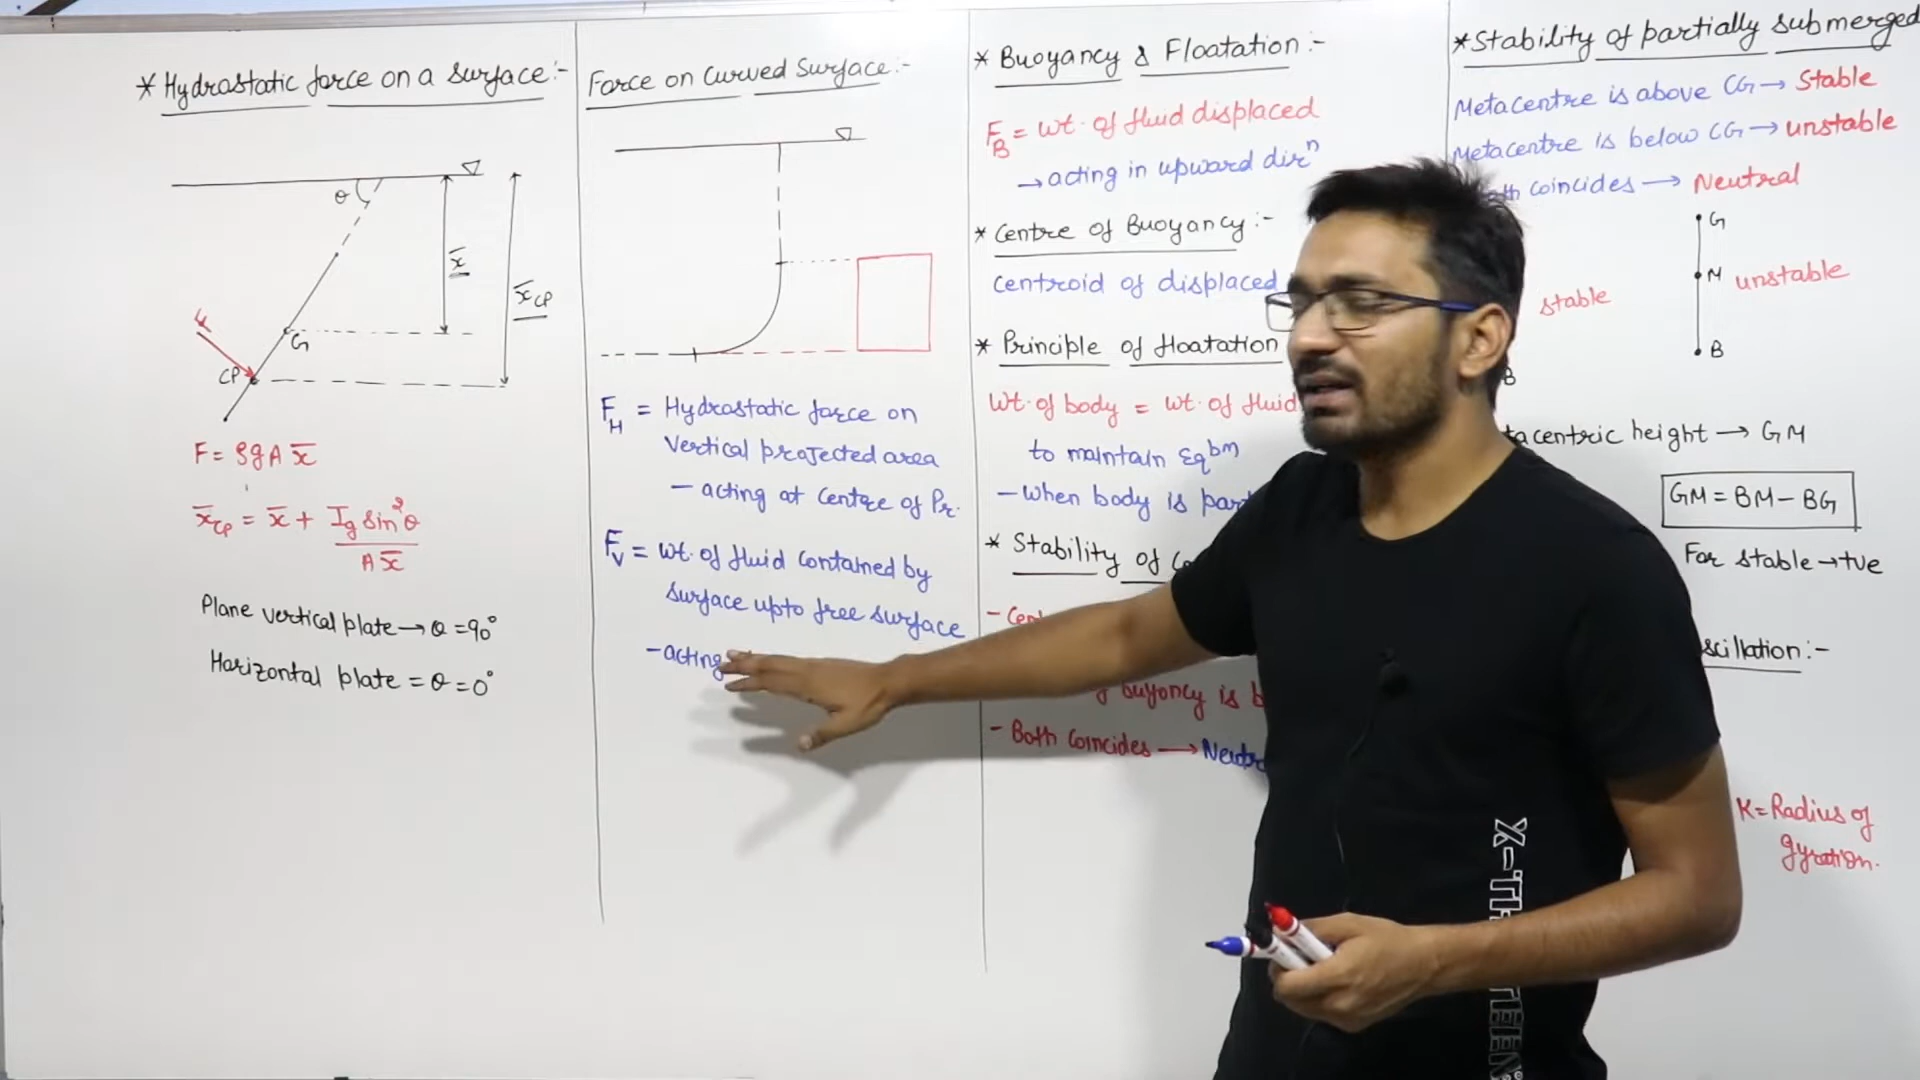 * Hydrostatic force on a surface:-
θ
x̄
x̄CP
G
CP
F = ρgA x̄
x̄CP = x̄ + Ig sin²θ / A x̄
Plane vertical plate → θ = 90°
Horizontal plate = θ = 0°
Force on Curved Surface:-
FH = Hydrostatic force on
vertical projected area
- acting at Centre of Pr.
FV = wt. of fluid contained by
surface upto free surface
- acting
* Buoyancy & Floatation:-
FB = wt. of fluid displaced
→ acting in upward dirⁿ
* Centre of Buoyancy:-
Centroid of displaced
* Principle of floatation
Wt. of body = wt. of fluid
to maintain Eqbm
- When body is
* Stability of
buyoncy is
- Both Coincides → 
* Stability of partially submerged
Metacentre is above CG → Stable
Metacentre is below CG → unstable
coincides → Neutral
stable
G
M unstable
B
B
height → GM
GM = BM - BG
For stable → +ve
K = Radius of
gyration.